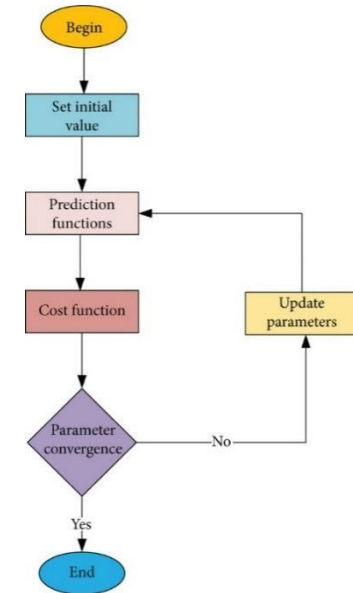 Begin
Set initial
value
Prediction
functions
Cost function
Update
parameters
Parameter
convergence
No
Yes
End